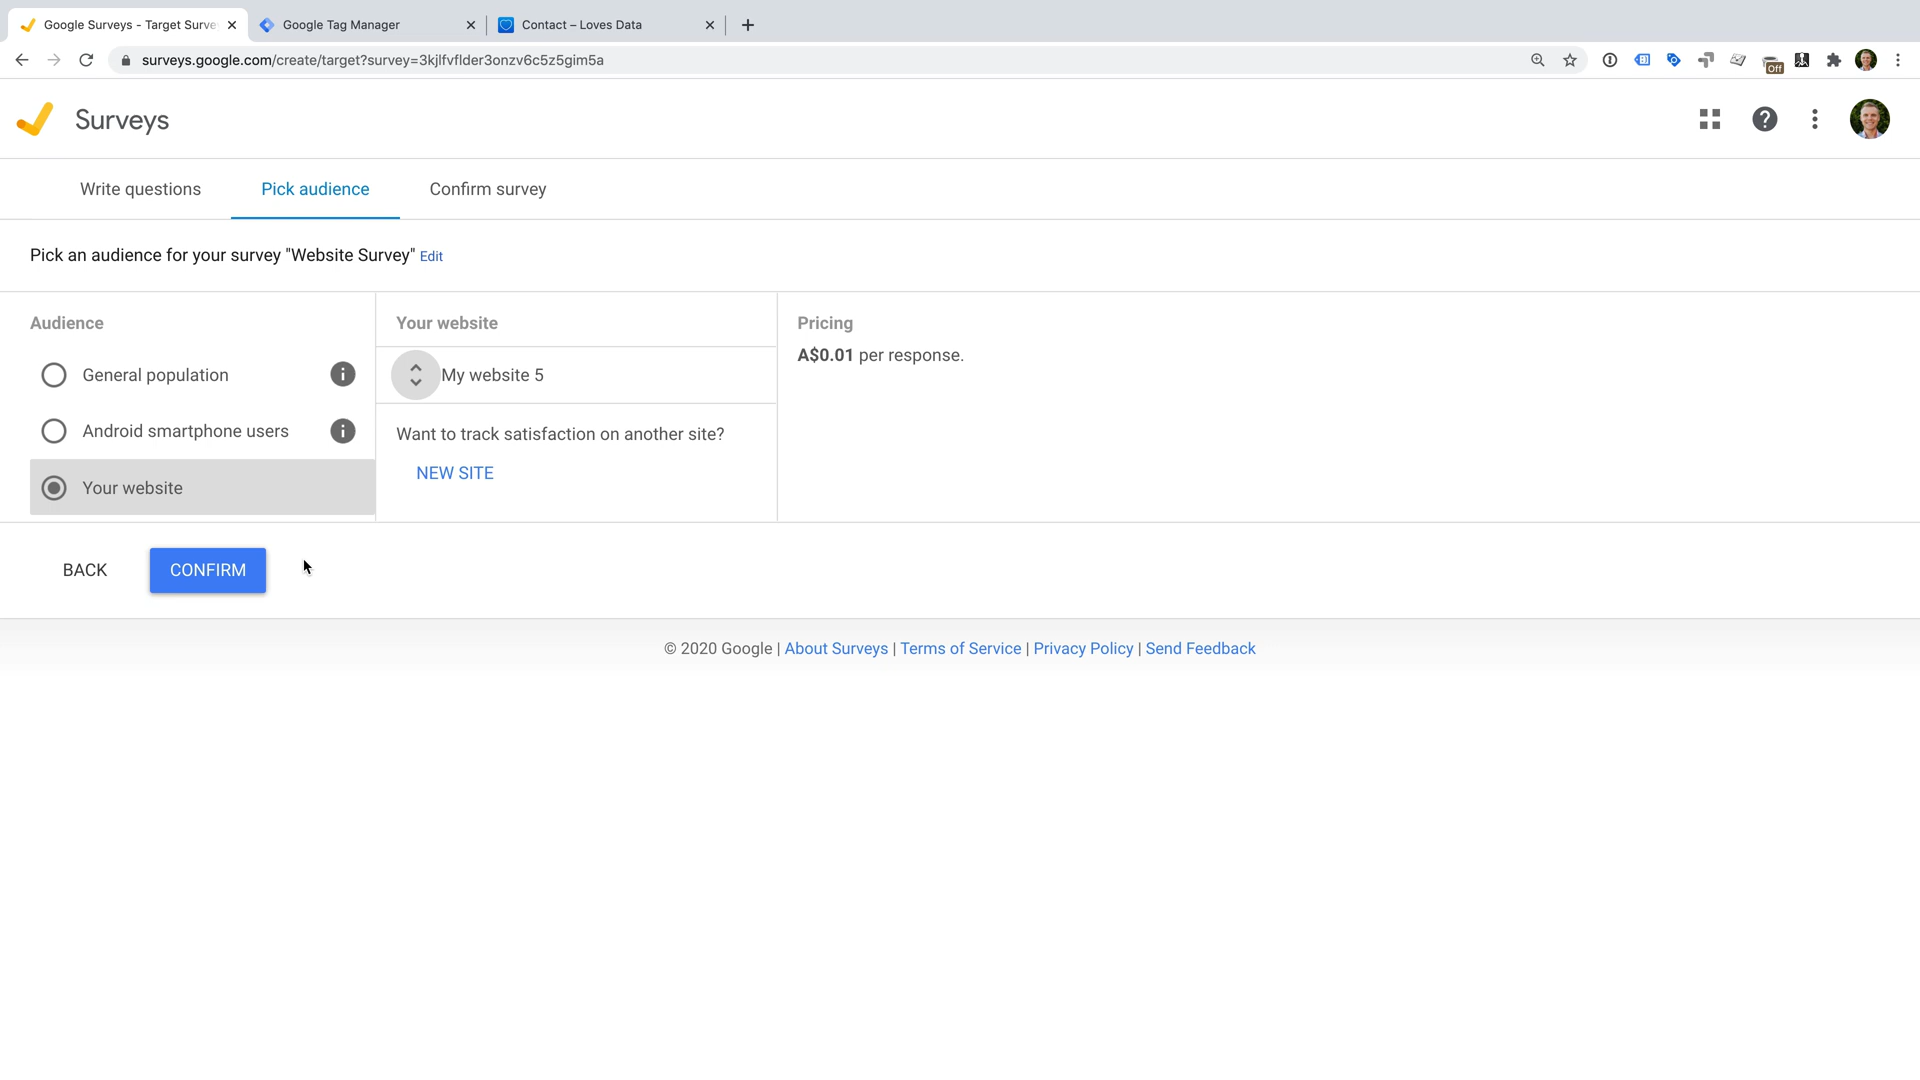 Google Surveys - Target Surve
Google Tag Manager
Contact – Loves Data
surveys.google.com/create/target?survey=3kjlfvflder3onzv6c5z5gim5a
Off
Surveys
Write questions
Pick audience
Confirm survey
Pick an audience for your survey "Website Survey" Edit
Audience
General population
Android smartphone users
Your website
Your website
My website 5
Want to track satisfaction on another site?
NEW SITE
Pricing
A$0.01 per response.
BACK
CONFIRM
© 2020 Google | About Surveys | Terms of Service | Privacy Policy | Send Feedback